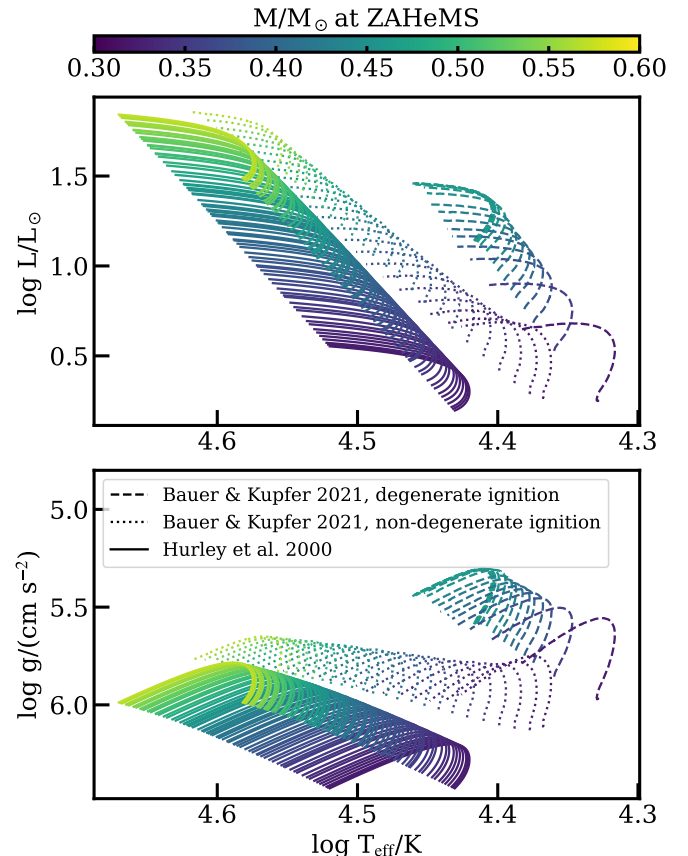 M/M☉ at ZAHeMS
0.30 0.35 0.40 0.45 0.50 0.55 0.60
log L/L☉
1.5
1.0
0.5
4.6 4.5 4.4 4.3
log g/(cm s⁻²)
5.0
5.5
6.0
Bauer & Kupfer 2021, degenerate ignition
Bauer & Kupfer 2021, non-degenerate ignition
Hurley et al. 2000
4.6 4.5 4.4 4.3
log Teff/K